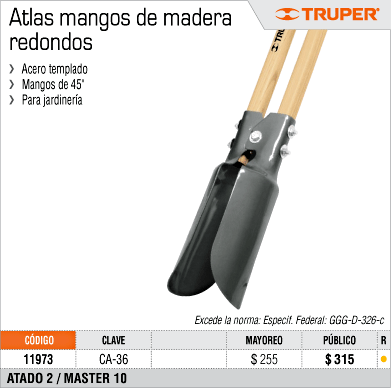 Atlas mangos de madera
redondos
TRUPER®
› Acero templado
› Mangos de 45"
› Para jardinería
Excede la norma: Especif. Federal: GGG-D-326-c
CÓDIGO CLAVE MAYOREO PÚBLICO R
11973 CA-36 $ 255 $ 315
ATADO 2 / MASTER 10